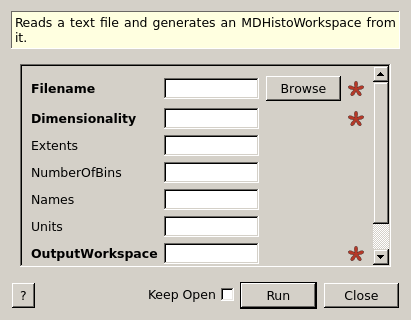 Reads a text file and generates an MDHistoWorkspace from
it.
Filename
Browse
Dimensionality
Extents
NumberOfBins
Names
Units
OutputWorkspace
?
Keep Open
Run
Close